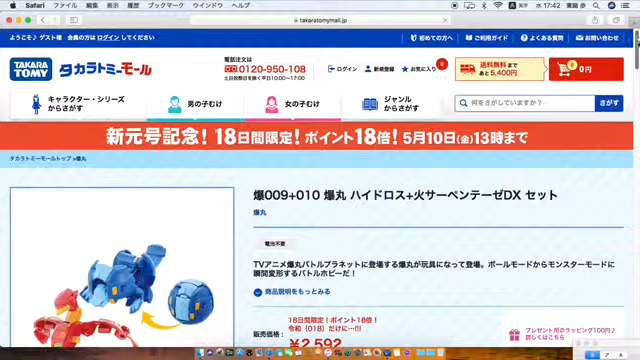 Safari ファイル 編集 表示 履歴 ブックマーク ウインドウ ヘルプ
水 17:42
takaratomymall.jp
ようこそ♪ ゲスト様 会員の方は ログイン してください
初めての方へ ご利用ガイド よくある質問 お問い合わせ
TAKARA TOMY
タカラトミーモール
電話注文は
0120-950-108
土日祝祭日を除く平日10:00〜17:00
ログイン 新規登録 お気に入り 0
送料無料まで
あと5,400円
0
0円
キャラクター・シリーズ
からさがす
男の子むけ
女の子むけ
ジャンル
からさがす
何をさがしていますか？
さがす
新元号記念！18日間限定！ポイント18倍！5月10日(金)13時まで
タカラトミーモールトップ >爆丸
爆009+010 爆丸 ハイドロス+火サーペンテーゼDX セット
爆丸
電池不要
TVアニメ爆丸バトルプラネットに登場する爆丸が玩具になって登場。ボールモードからモンスターモードに
瞬間変形するバトルホビーだ！
商品説明をもっとみる
18日間限定！ポイント18倍！
令和（018）だけに…!!!
販売価格：
￥2,592
プレゼント用のラッピング100円♪
詳しくはこちら